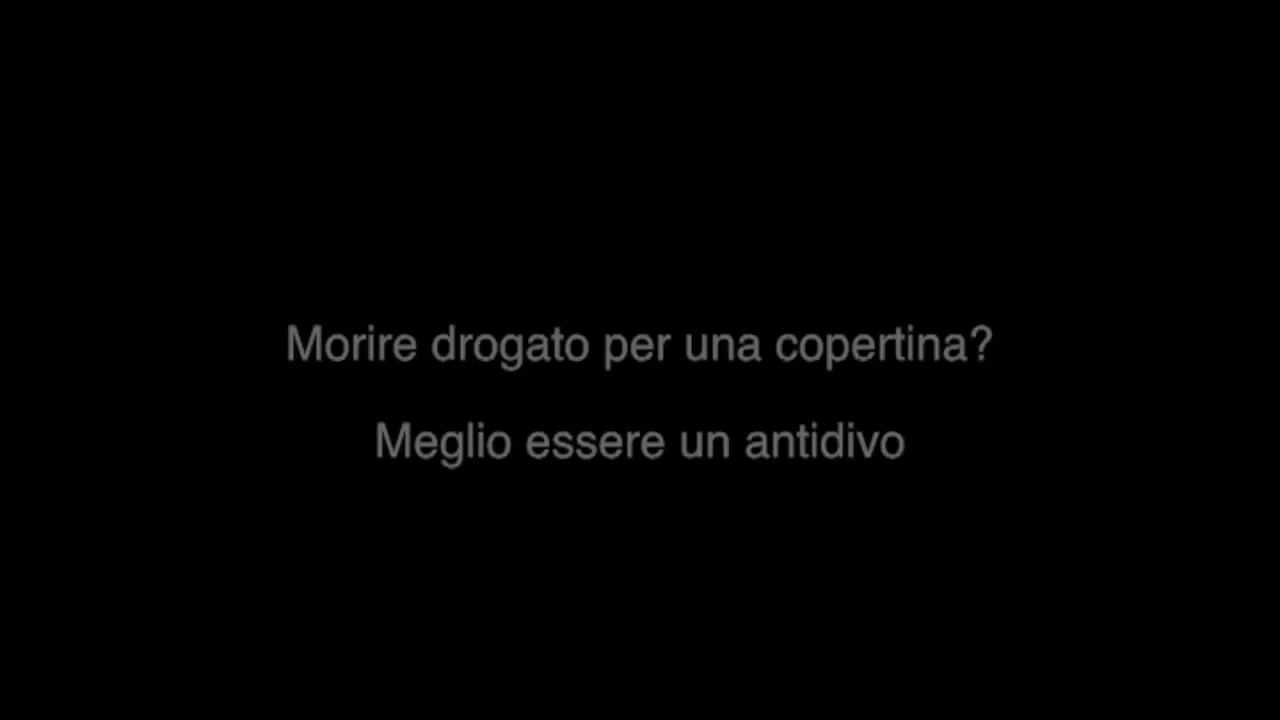 Morire drogato per una copertina?
Meglio essere un antidivo